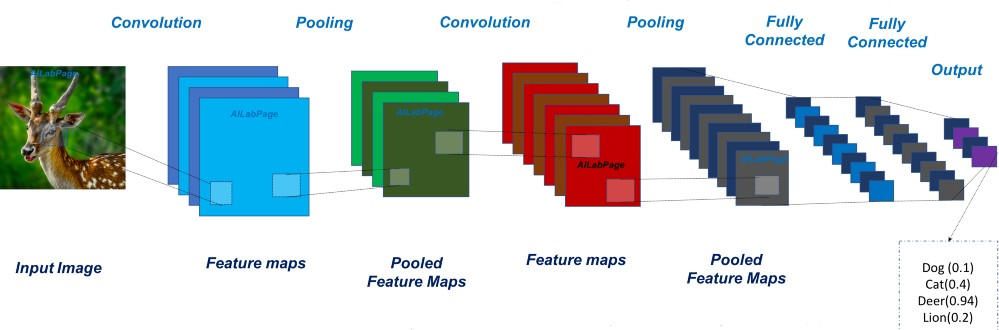 Convolution
Pooling
Convolution
Pooling
Fully
Connected
Fully
Connected
Output
AILabPage
AILabPage
AILabPage
AILabPage
AILabPage
Input Image
Feature maps
Pooled
Feature Maps
Feature maps
Pooled
Feature Maps
Dog (0.1)
Cat(0.4)
Deer(0.94)
Lion(0.2)